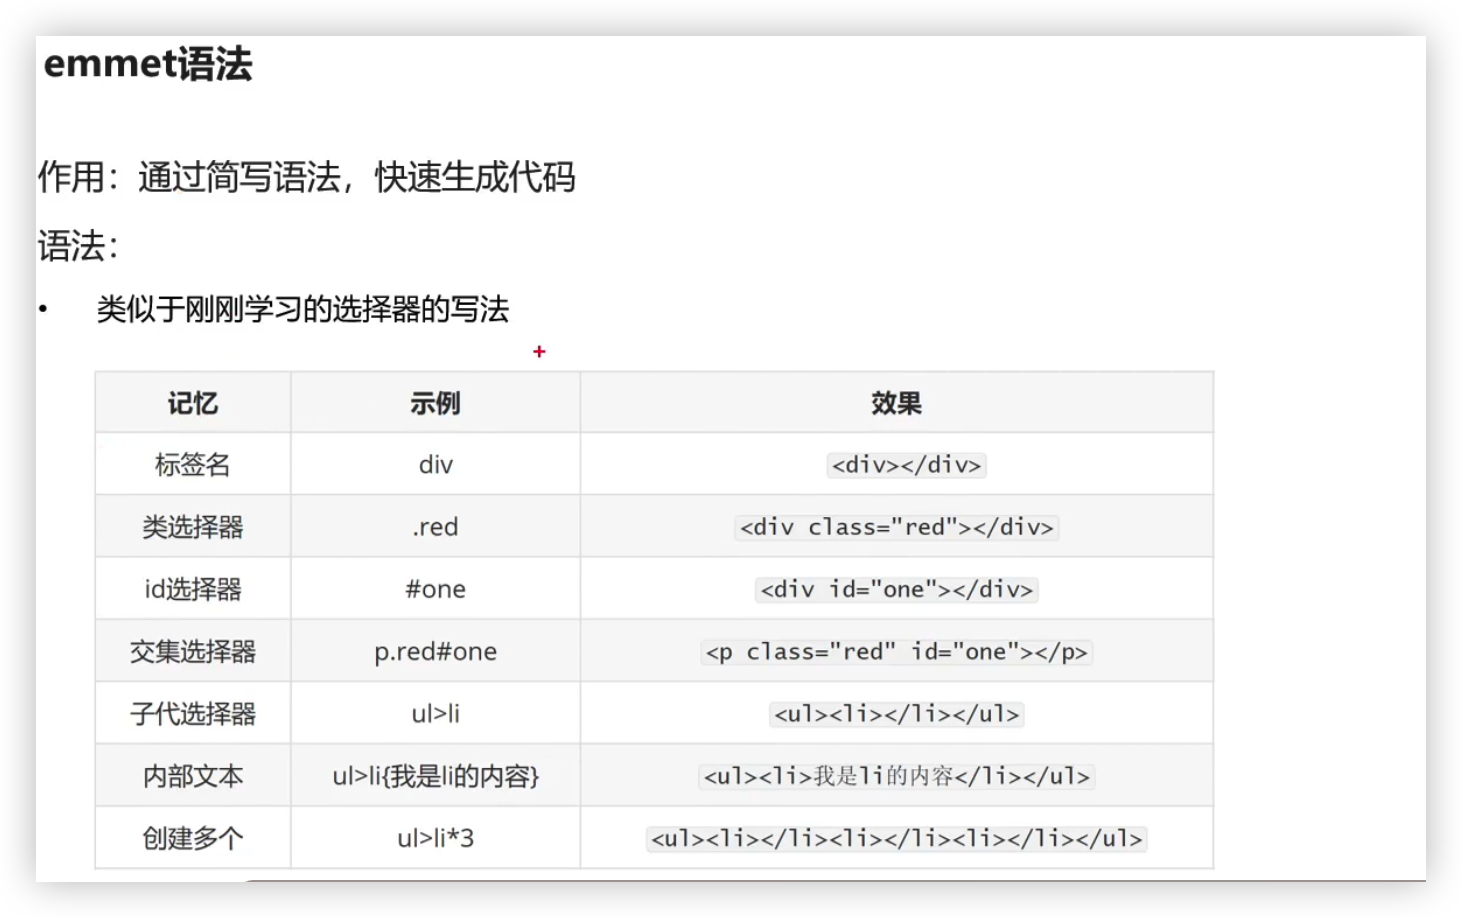 emmet语法
作用：通过简写语法，快速生成代码
语法：
• 类似于刚刚学习的选择器的写法
记忆 示例 效果
标签名 div <div></div>
类选择器 .red <div class="red"></div>
id选择器 #one <div id="one"></div>
交集选择器 p.red#one <p class="red" id="one"></p>
子代选择器 ul>li <ul><li></li></ul>
内部文本 ul>li{我是li的内容} <ul><li>我是li的内容</li></ul>
创建多个 ul>li*3 <ul><li></li><li></li><li></li></ul>